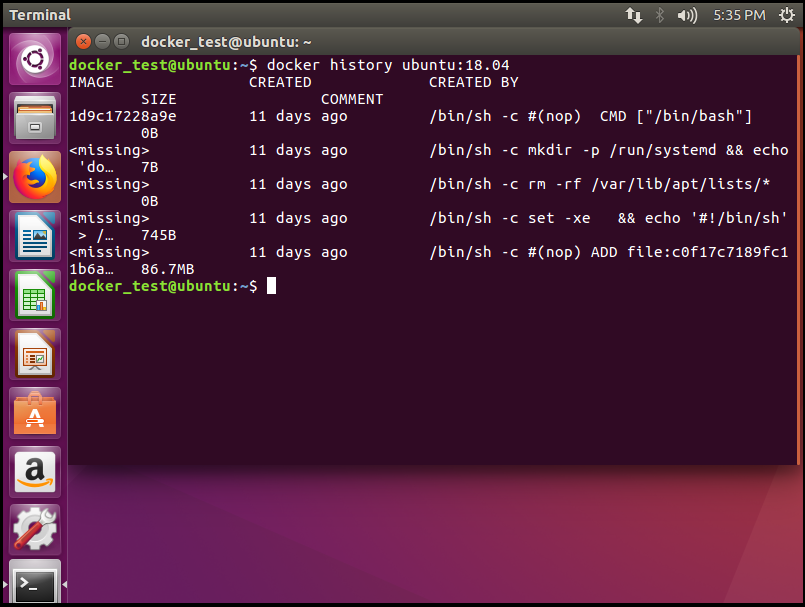 Terminal
5:35 PM
docker_test@ubuntu: ~
docker_test@ubuntu:~$ docker history ubuntu:18.04
IMAGE CREATED CREATED BY
SIZE COMMENT
1d9c17228a9e 11 days ago /bin/sh -c #(nop)  CMD ["/bin/bash"]
0B
<missing> 11 days ago /bin/sh -c mkdir -p /run/systemd && echo
'do… 7B
<missing> 11 days ago /bin/sh -c rm -rf /var/lib/apt/lists/*
0B
<missing> 11 days ago /bin/sh -c set -xe   && echo '#!/bin/sh'
> /… 745B
<missing> 11 days ago /bin/sh -c #(nop) ADD file:c0f17c7189fc1
1b6a… 86.7MB
docker_test@ubuntu:~$